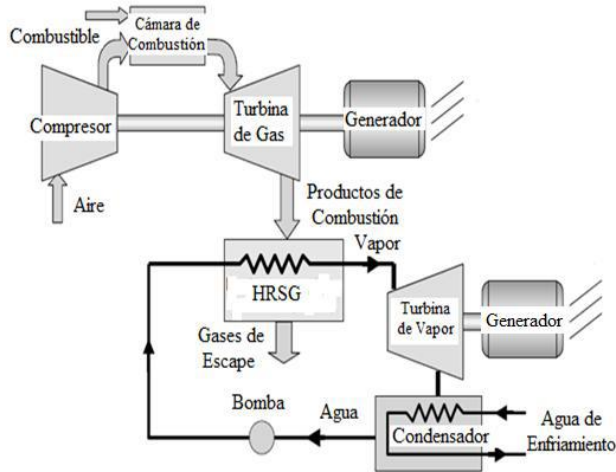 Combustible
Cámara de
Combustión
Compresor
Turbina
de Gas
Generador
Aire
Productos de
Combustión
Vapor
HRSG
Turbina
de Vapor
Generador
Gases de
Escape
Bomba
Agua
Condensador
Agua de
Enfriamiento